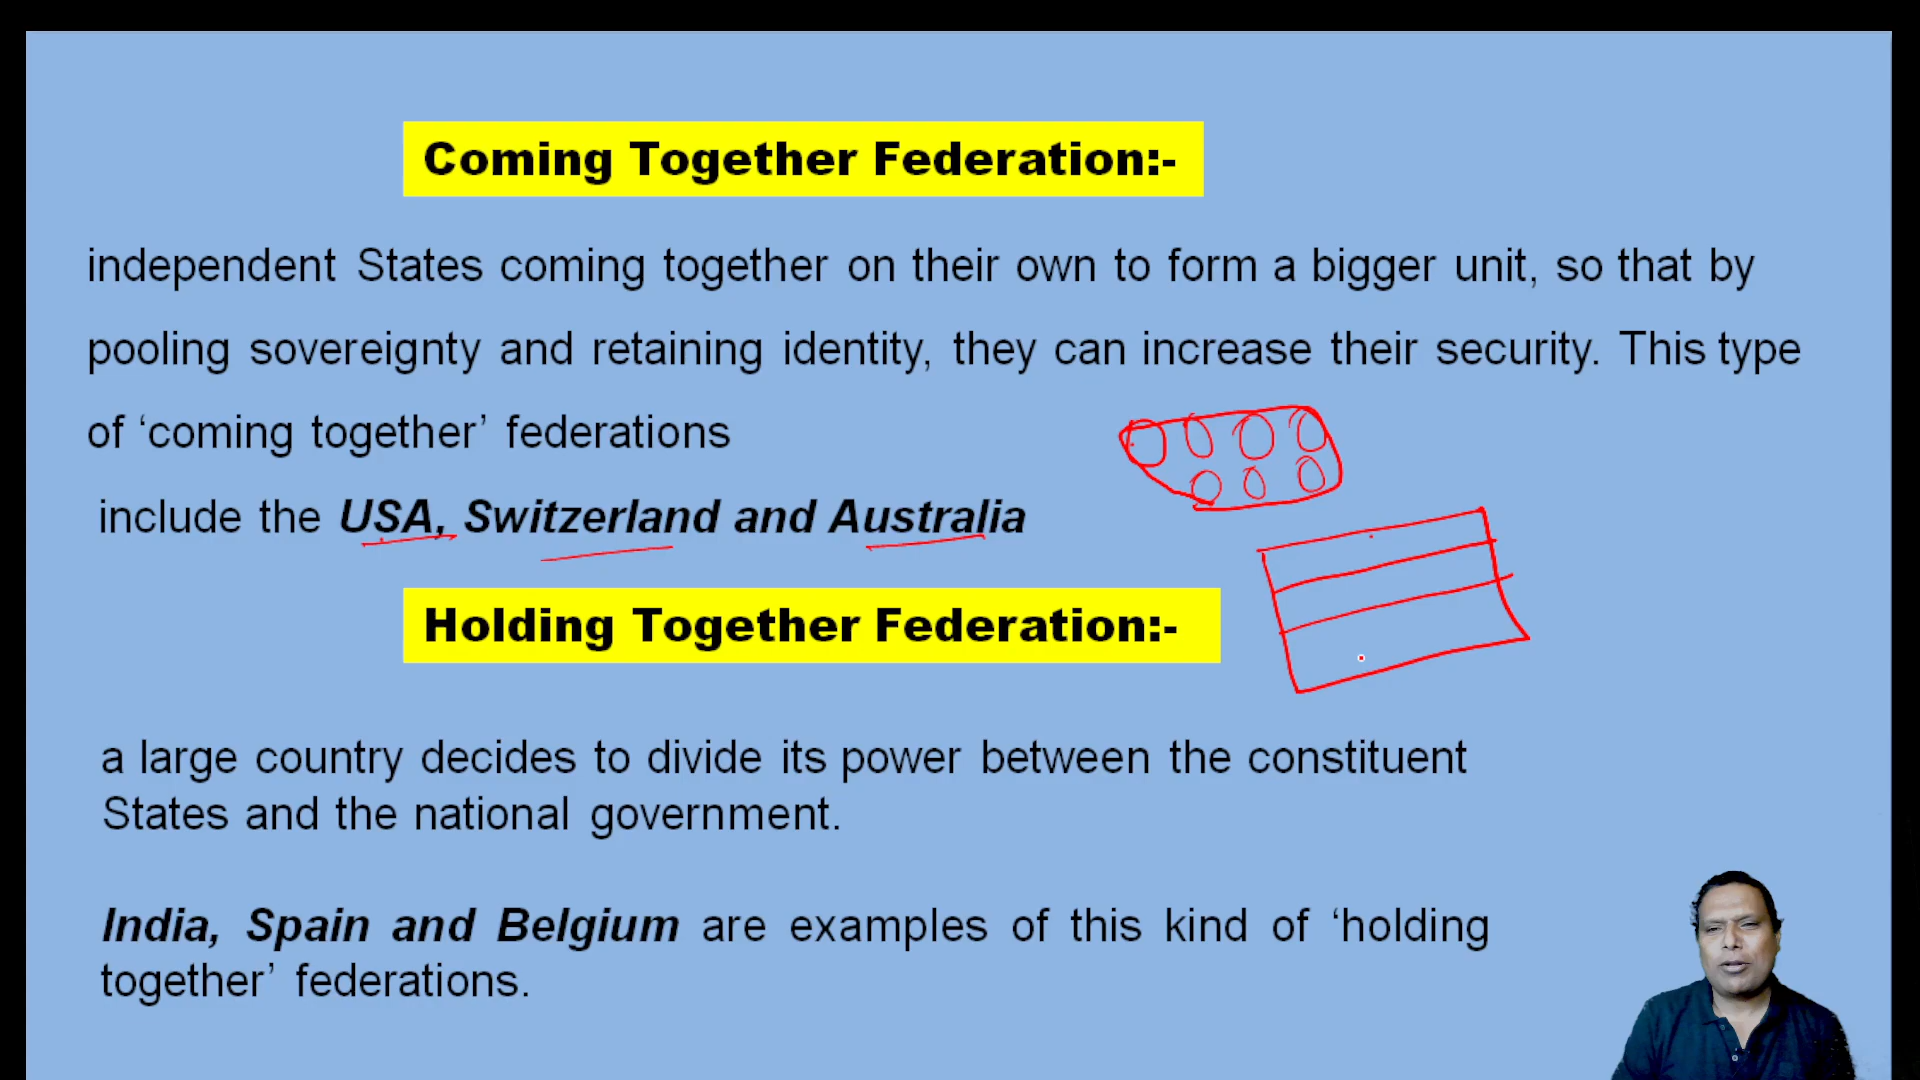 Coming Together Federation:-
independent States coming together on their own to form a bigger unit, so that by
pooling sovereignty and retaining identity, they can increase their security. This type
of ‘coming together’ federations
include the USA, Switzerland and Australia
Holding Together Federation:-
a large country decides to divide its power between the constituent
States and the national government.
India, Spain and Belgium are examples of this kind of ‘holding
together’ federations.